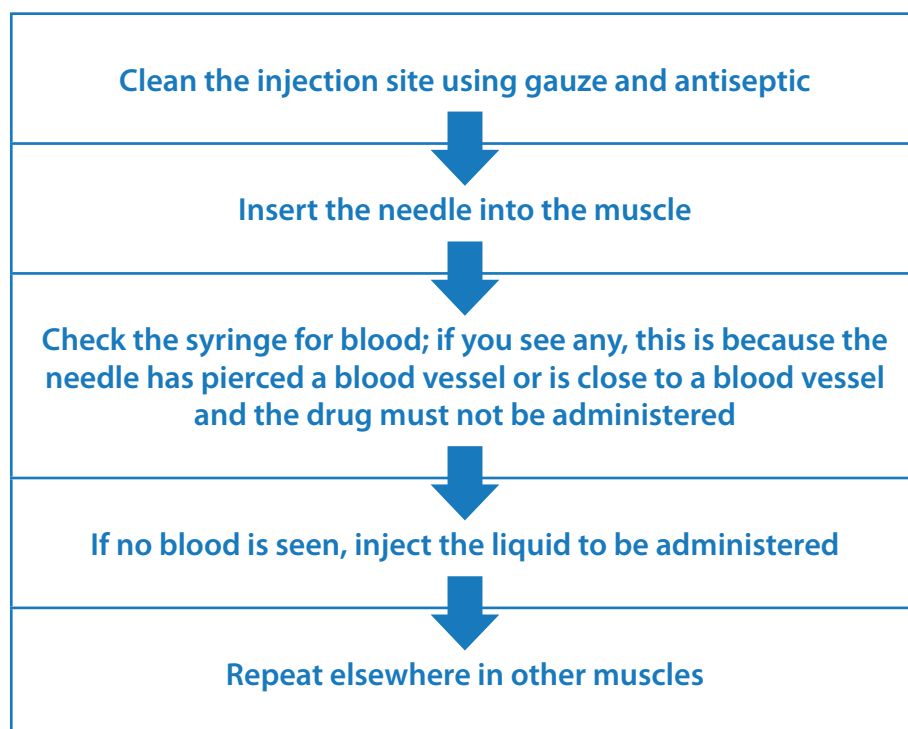 Clean the injection site using gauze and antiseptic
Insert the needle into the muscle
Check the syringe for blood; if you see any, this is because the
needle has pierced a blood vessel or is close to a blood vessel
and the drug must not be administered
If no blood is seen, inject the liquid to be administered
Repeat elsewhere in other muscles